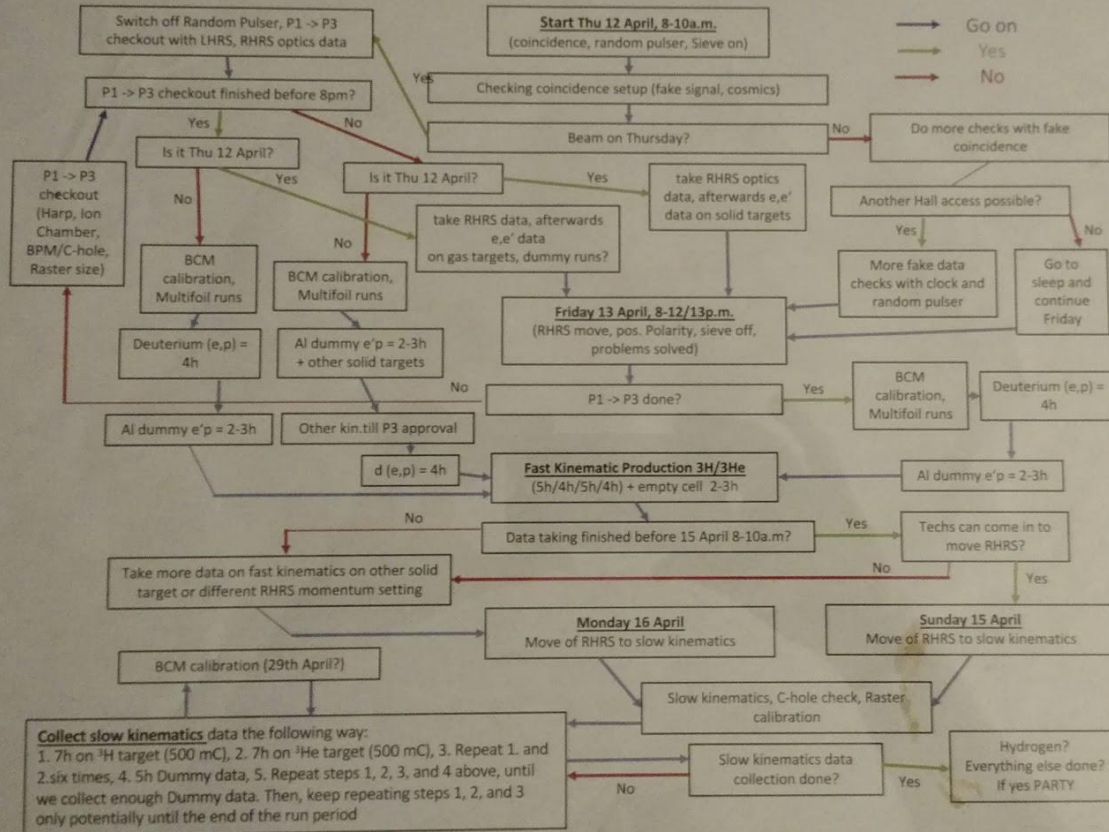 Switch off Random Pulser, P1 -> P3
checkout with LHRS, RHRS optics data
Start Thu 12 April, 8-10a.m.
(coincidence, random pulser, Sieve on)
Go on
Yes
No
P1 -> P3 checkout finished before 8pm?
Yes
Checking coincidence setup (fake signal, cosmics)
Beam on Thursday?
No
Do more checks with fake
coincidence
Yes
No
Is it Thu 12 April?
P1 -> P3
checkout
(Harp, Ion
Chamber,
BPM/C-hole,
Raster size)
No
Yes
Is it Thu 12 April?
Yes
take RHRS optics
data, afterwards e,e'
data on solid targets
Another Hall access possible?
Yes
No
take RHRS data, afterwards
e,e' data
on gas targets, dummy runs?
No
BCM
calibration,
Multifoil runs
BCM calibration,
Multifoil runs
More fake data
checks with clock and
random pulser
Go to
sleep and
continue
Friday
Friday 13 April, 8-12/13p.m.
(RHRS move, pos. Polarity, sieve off,
problems solved)
Deuterium (e,p) =
4h
Al dummy e'p = 2-3h
+ other solid targets
No
P1 -> P3 done?
Yes
BCM
calibration,
Multifoil runs
Deuterium (e,p) =
4h
Al dummy e'p = 2-3h
Other kin.till P3 approval
d (e,p) = 4h
Fast Kinematic Production 3H/3He
(5h/4h/5h/4h) + empty cell 2-3h
Al dummy e'p = 2-3h
No
Data taking finished before 15 April 8-10a.m?
Yes
Techs can come in to
move RHRS?
No
Yes
Take more data on fast kinematics on other solid
target or different RHRS momentum setting
Monday 16 April
Move of RHRS to slow kinematics
Sunday 15 April
Move of RHRS to slow kinematics
BCM calibration (29th April?)
Slow kinematics, C-hole check, Raster
calibration
Collect slow kinematics data the following way:
1. 7h on ³H target (500 mC), 2. 7h on ³He target (500 mC), 3. Repeat 1. and
2.six times, 4. 5h Dummy data, 5. Repeat steps 1, 2, 3, and 4 above, until
we collect enough Dummy data. Then, keep repeating steps 1, 2, and 3
only potentially until the end of the run period
Slow kinematics data
collection done?
No
Yes
Hydrogen?
Everything else done?
If yes PARTY